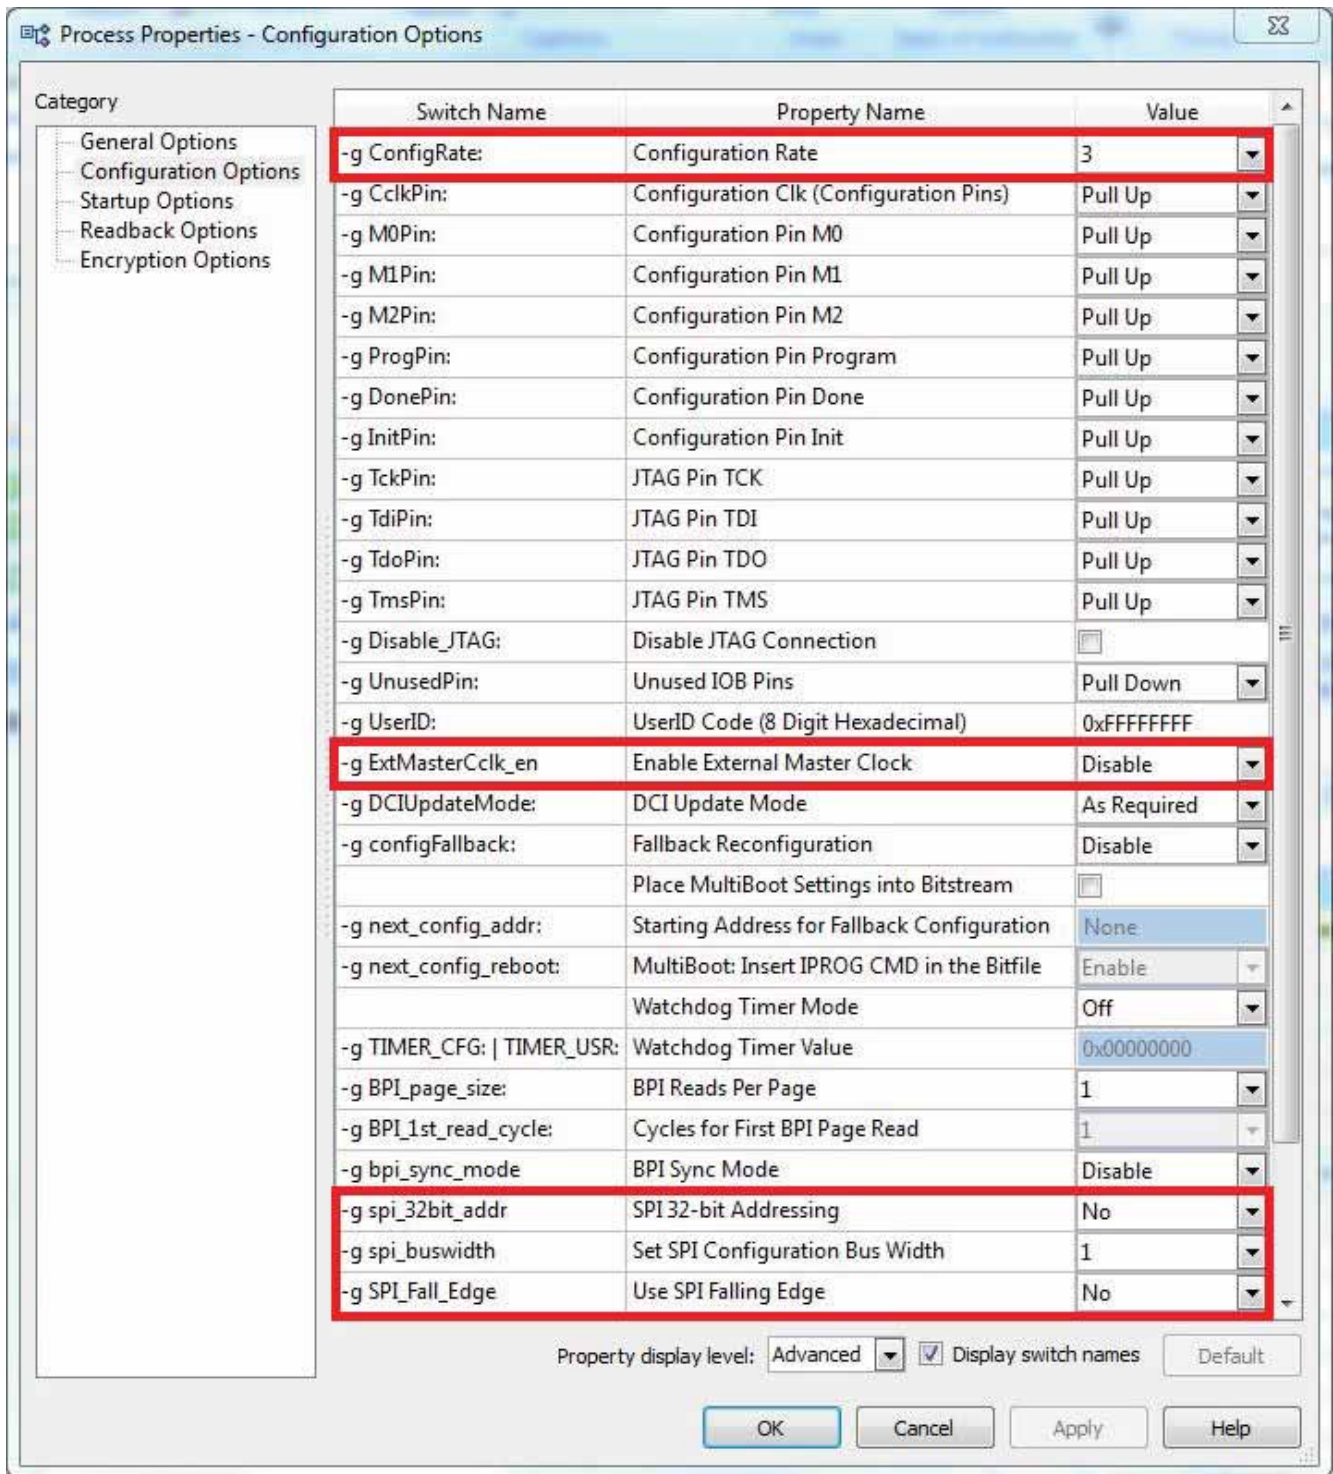 Process Properties - Configuration Options
Category
General Options
Configuration Options
Startup Options
Readback Options
Encryption Options
Switch Name Property Name Value
-g ConfigRate: Configuration Rate 3
-g CclkPin: Configuration Clk (Configuration Pins) Pull Up
-g M0Pin: Configuration Pin M0 Pull Up
-g M1Pin: Configuration Pin M1 Pull Up
-g M2Pin: Configuration Pin M2 Pull Up
-g ProgPin: Configuration Pin Program Pull Up
-g DonePin: Configuration Pin Done Pull Up
-g InitPin: Configuration Pin Init Pull Up
-g TckPin: JTAG Pin TCK Pull Up
-g TdiPin: JTAG Pin TDI Pull Up
-g TdoPin: JTAG Pin TDO Pull Up
-g TmsPin: JTAG Pin TMS Pull Up
-g Disable_JTAG: Disable JTAG Connection
-g UnusedPin: Unused IOB Pins Pull Down
-g UserID: UserID Code (8 Digit Hexadecimal) 0xFFFFFFFF
-g ExtMasterCclk_en Enable External Master Clock Disable
-g DCIUpdateMode: DCI Update Mode As Required
-g configFallback: Fallback Reconfiguration Disable
Place MultiBoot Settings into Bitstream
-g next_config_addr: Starting Address for Fallback Configuration None
-g next_config_reboot: MultiBoot: Insert IPROG CMD in the Bitfile Enable
Watchdog Timer Mode Off
-g TIMER_CFG: | TIMER_USR: Watchdog Timer Value 0x00000000
-g BPI_page_size: BPI Reads Per Page 1
-g BPI_1st_read_cycle: Cycles for First BPI Page Read 1
-g bpi_sync_mode BPI Sync Mode Disable
-g spi_32bit_addr SPI 32-bit Addressing No
-g spi_buswidth Set SPI Configuration Bus Width 1
-g SPI_Fall_Edge Use SPI Falling Edge No
Property display level: Advanced Display switch names Default
OK Cancel Apply Help